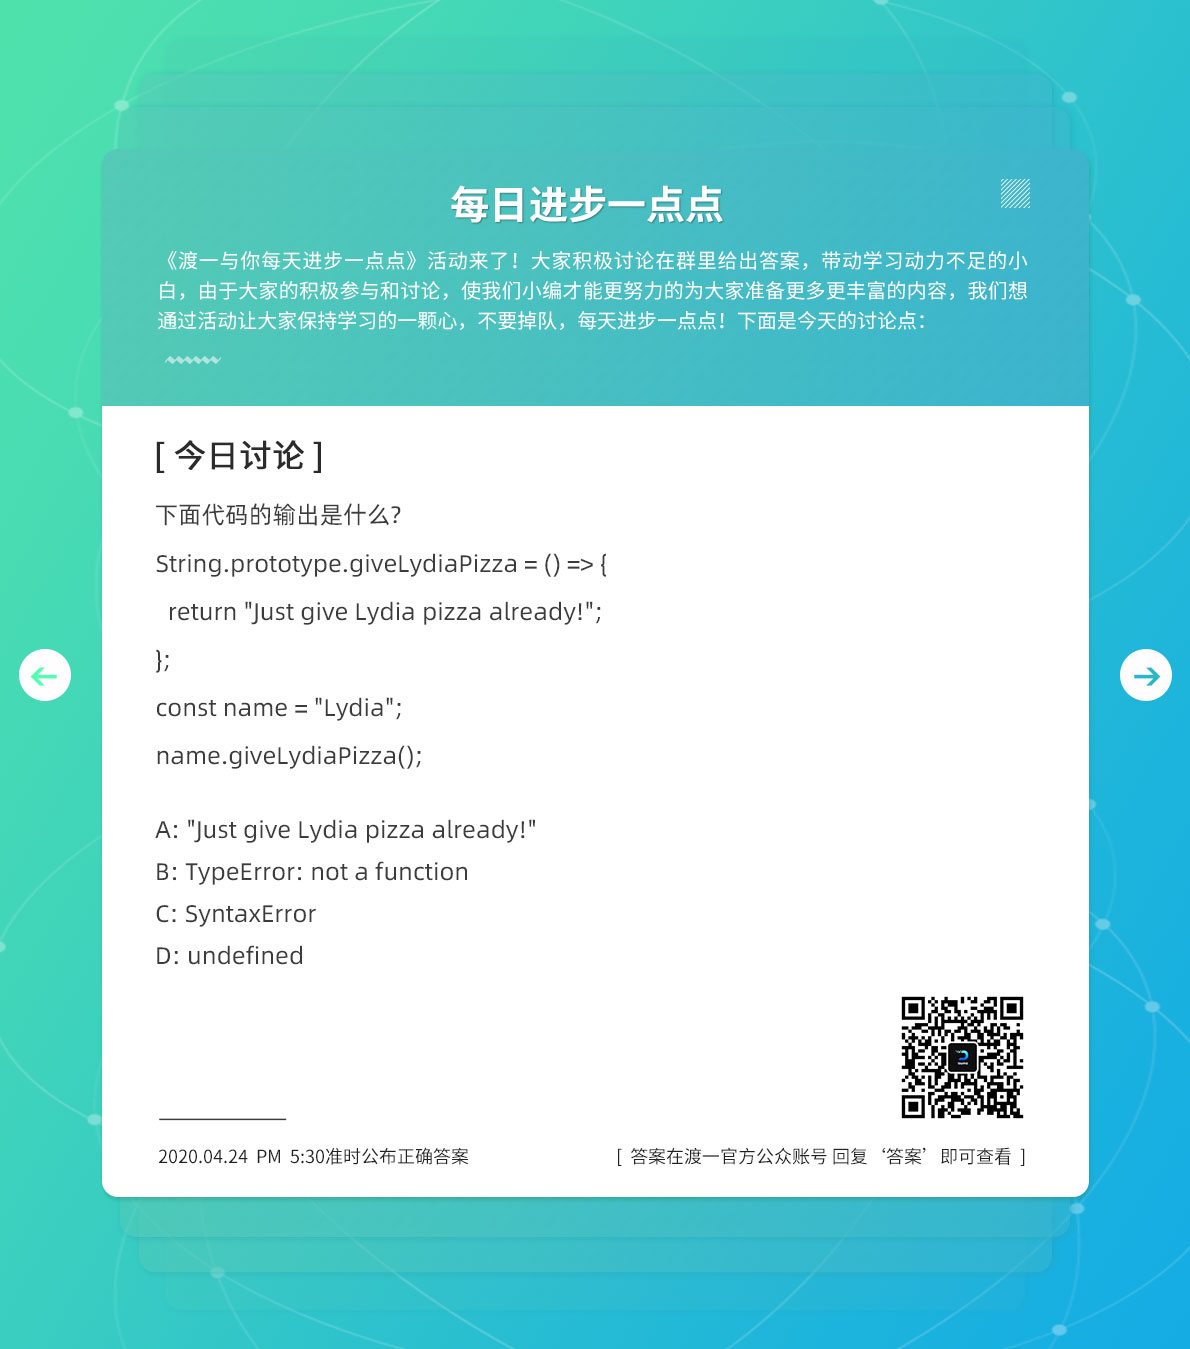 每日进步一点点
《渡一与你每天进步一点点》活动来了！大家积极讨论在群里给出答案，带动学习动力不足的小
白，由于大家的积极参与和讨论，使我们小编才能更努力的为大家准备更多更丰富的内容，我们想
通过活动让大家保持学习的一颗心，不要掉队，每天进步一点点！下面是今天的讨论点：
[ 今日讨论 ]
下面代码的输出是什么?
String.prototype.giveLydiaPizza = () => {
  return "Just give Lydia pizza already!";
};
const name = "Lydia";
name.giveLydiaPizza();
A: "Just give Lydia pizza already!"
B: TypeError: not a function
C: SyntaxError
D: undefined
2020.04.24 PM 5:30准时公布正确答案
[ 答案在渡一官方公众账号 回复 ‘答案’ 即可查看 ]